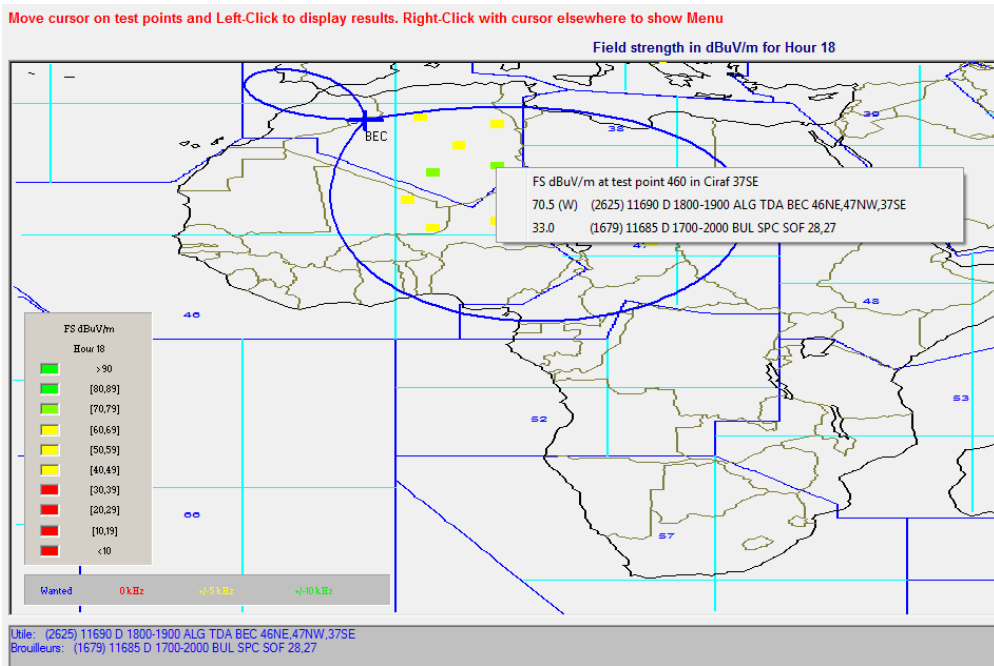 Move cursor on test points and Left-Click to display results. Right-Click with cursor elsewhere to show Menu
Field strength in dBuV/m for Hour 18
38
39
BEC
FS dBuV/m at test point 460 in Ciraf 37SE
70.5 (W) (2625) 11690 D 1800-1900 ALG TDA BEC 46NE,47NW,37SE
33.0 (1679) 11685 D 1700-2000 BUL SPC SOF 28,27
46
48
FS dBuV/m
Hour 18
>90
[80,89]
[70,79]
[60,69]
[50,59]
[40,49]
[30,39]
[20,29]
[10,19]
<10
52
53
66
57
Wanted 0 kHz +/-5 kHz +/-10 kHz
Utile: (2625) 11690 D 1800-1900 ALG TDA BEC 46NE,47NW,37SE
Brouilleurs: (1679) 11685 D 1700-2000 BUL SPC SOF 28,27